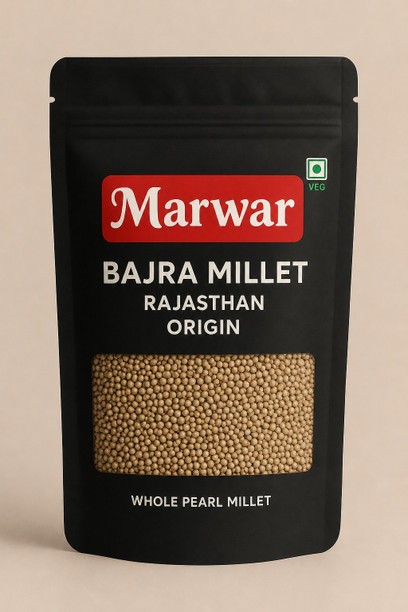 VEG
Marwar
BAJRA MILLET
RAJASTHAN
ORIGIN
WHOLE PEARL MILLET